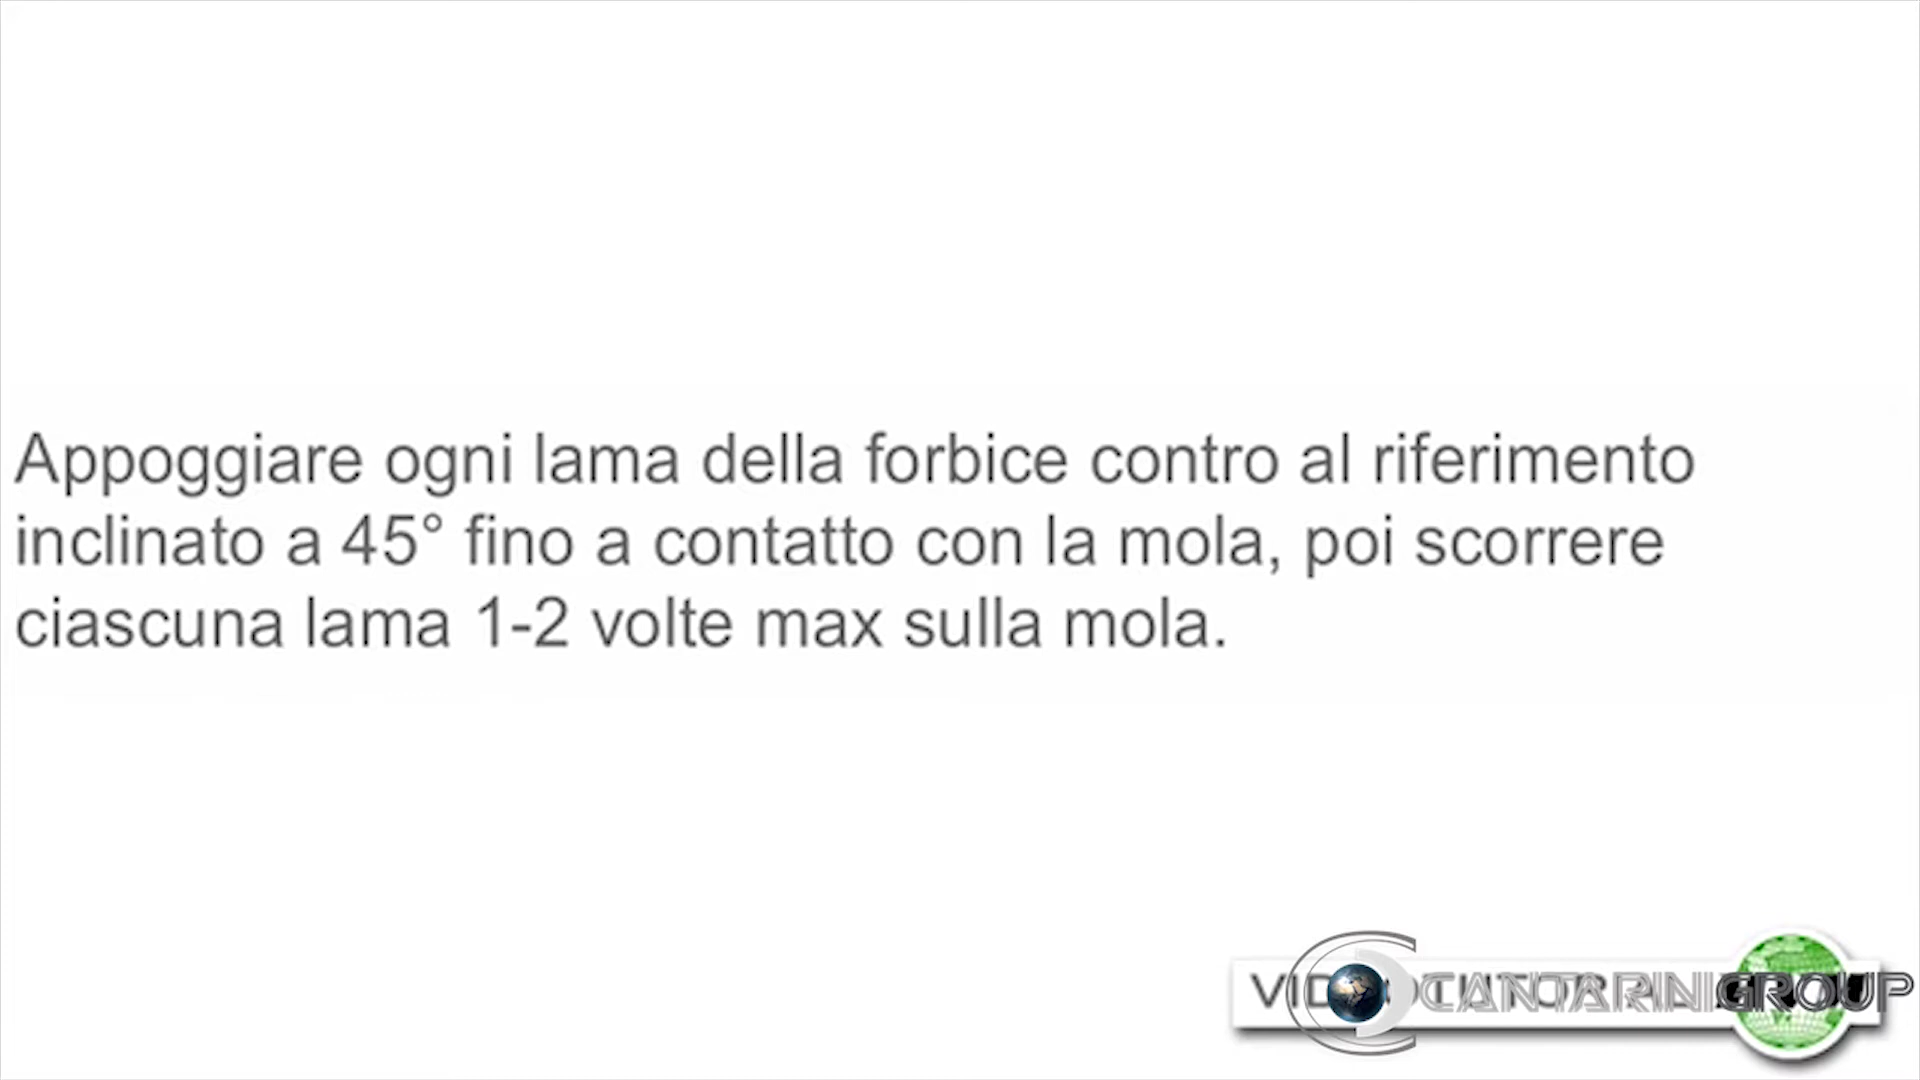 Appoggiare ogni lama della forbice contro al riferimento
inclinato a 45° fino a contatto con la mola, poi scorrere
ciascuna lama 1-2 volte max sulla mola.
CANTARINIGROUP